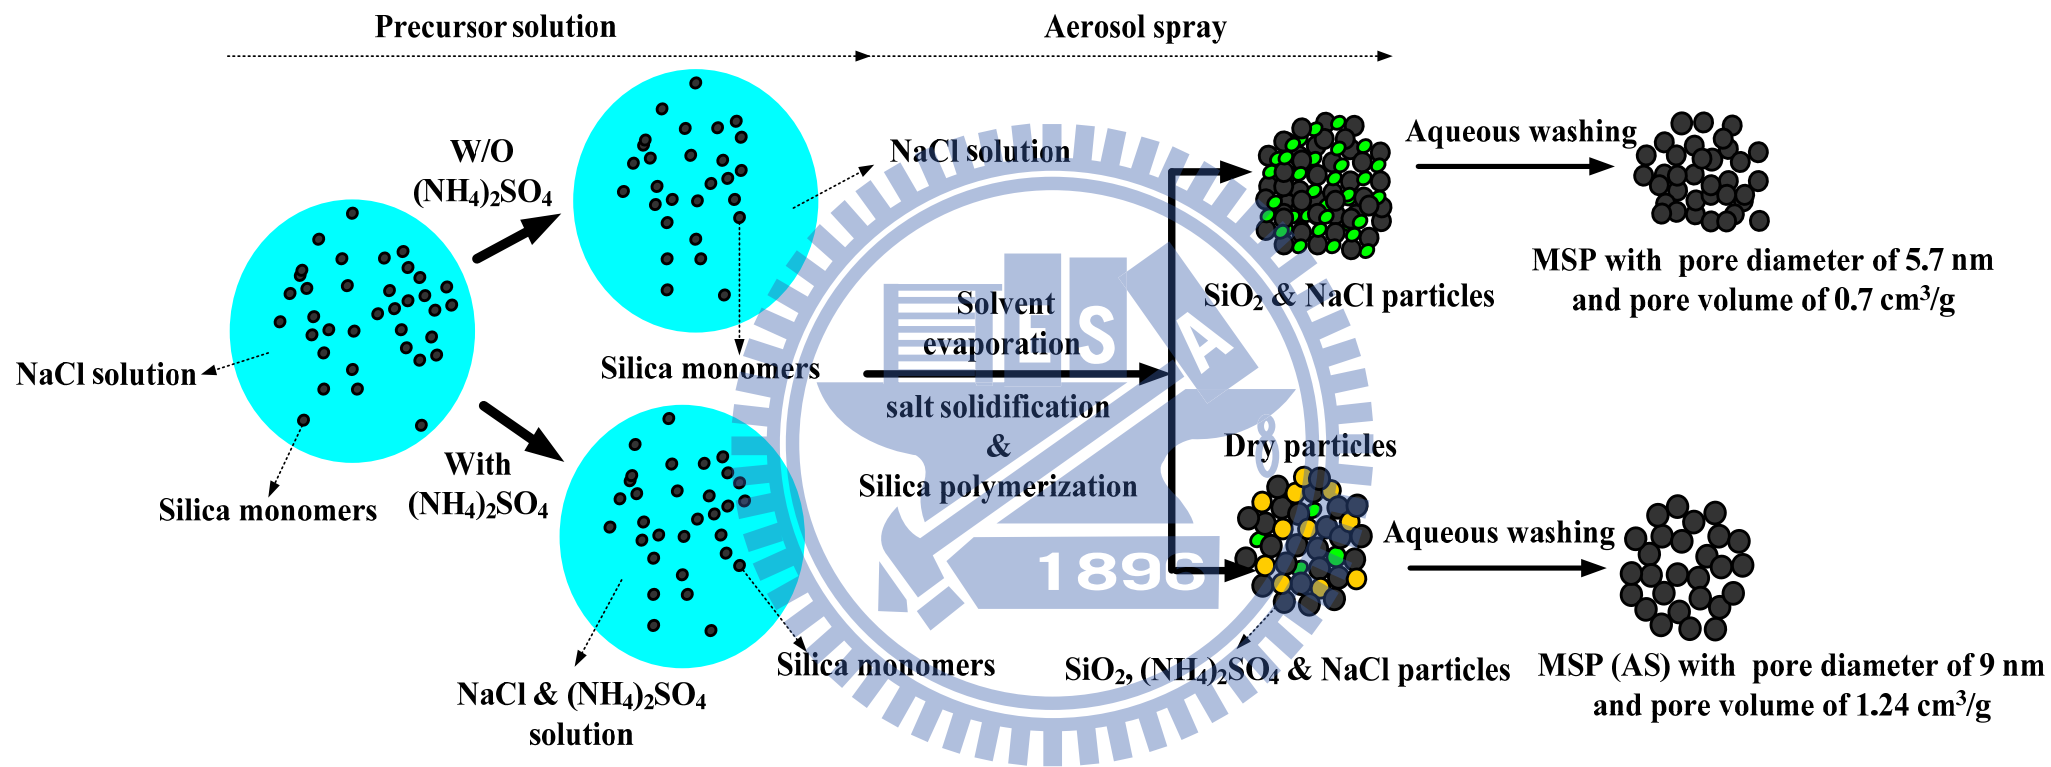 Precursor solution
Aerosol spray
W/O
(NH₄)₂SO₄
NaCl solution
Aqueous washing
MSP with pore diameter of 5.7 nm
and pore volume of 0.7 cm³/g
SiO₂ & NaCl particles
Solvent
evaporation
Silica monomers
NaCl solution
salt solidification
&
Silica polymerization
With
(NH₄)₂SO₄
Silica monomers
Dry particles
Aqueous washing
Silica monomers
SiO₂, (NH₄)₂SO₄ & NaCl particles
MSP (AS) with pore diameter of 9 nm
and pore volume of 1.24 cm³/g
NaCl & (NH₄)₂SO₄
solution
E S A
1896